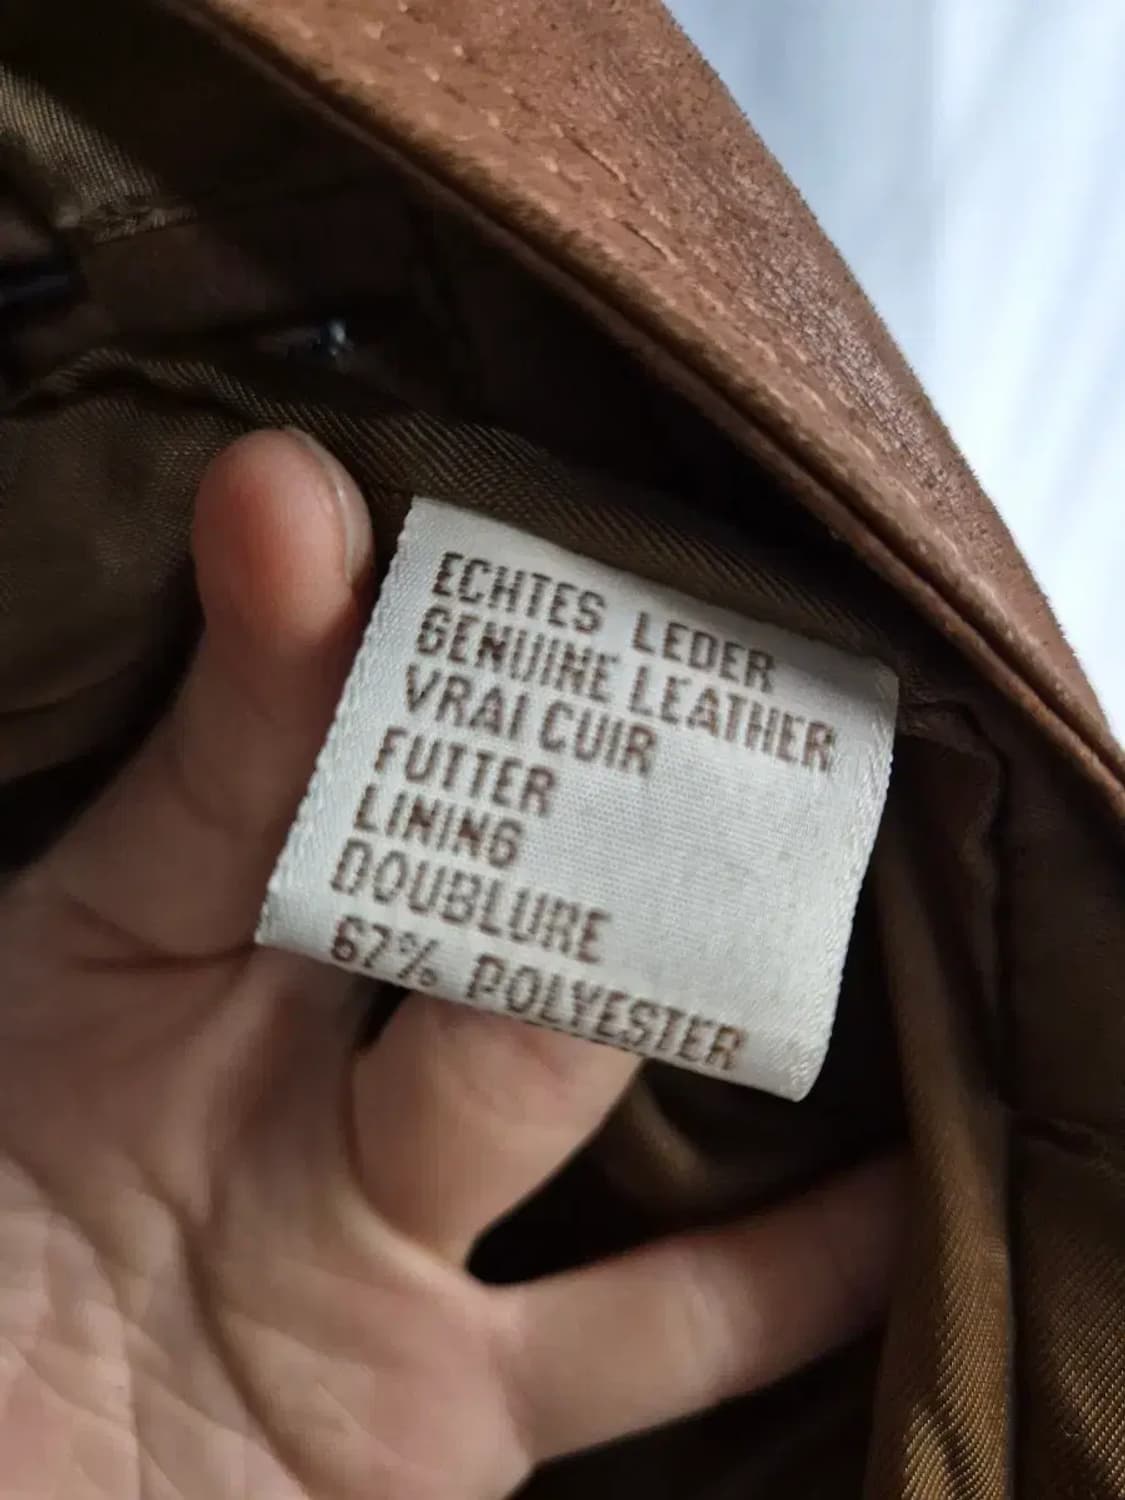 ECHTES LEDER
GENUINE LEATHER
VRAI CUIR
FUTTER
LINING
DOUBLURE
67% POLYESTER